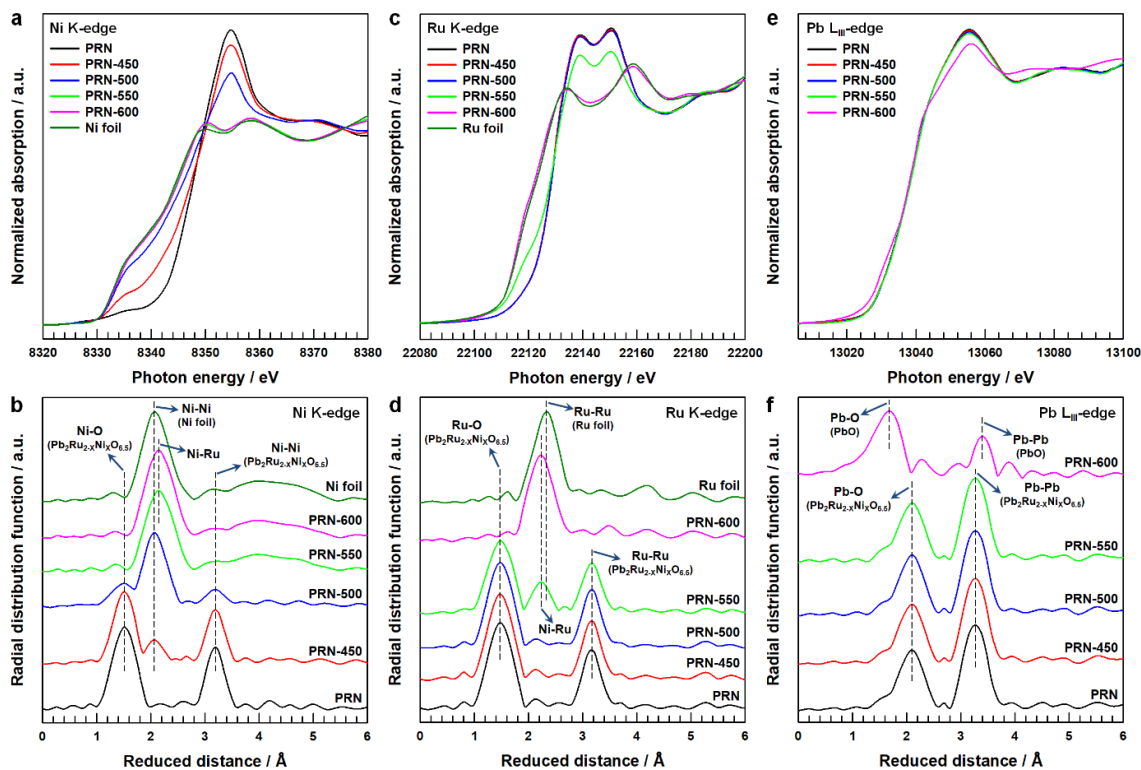 a
Ni K-edge
PRN
PRN-450
PRN-500
PRN-550
PRN-600
Ni foil
Normalized absorption / a.u.
8320 8330 8340 8350 8360 8370 8380
Photon energy / eV
c
Ru K-edge
PRN
PRN-450
PRN-500
PRN-550
PRN-600
Ru foil
Normalized absorption / a.u.
22080 22100 22120 22140 22160 22180 22200
Photon energy / eV
e
Pb LIII-edge
PRN
PRN-450
PRN-500
PRN-550
PRN-600
Normalized absorption / a.u.
13020 13040 13060 13080 13100
Photon energy / eV
b
Ni K-edge
Ni-Ni
(Ni foil)
Ni-O
(Pb2Ru2-xNixO6.5)
Ni-Ru
Ni-Ni
(Pb2Ru2-xNixO6.5)
Ni foil
PRN-600
PRN-550
PRN-500
PRN-450
PRN
Radial distribution function / a.u.
0 1 2 3 4 5 6
Reduced distance / Å
d
Ru K-edge
Ru-Ru
(Ru foil)
Ru-O
(Pb2Ru2-xNixO6.5)
Ru foil
PRN-600
Ru-Ru
(Pb2Ru2-xNixO6.5)
PRN-550
Ni-Ru
PRN-500
PRN-450
PRN
Radial distribution function / a.u.
0 1 2 3 4 5 6
Reduced distance / Å
f
Pb LIII-edge
Pb-O
(PbO)
Pb-Pb
(PbO)
PRN-600
Pb-O
(Pb2Ru2-xNixO6.5)
Pb-Pb
(Pb2Ru2-xNixO6.5)
PRN-550
PRN-500
PRN-450
PRN
Radial distribution function / a.u.
0 1 2 3 4 5 6
Reduced distance / Å